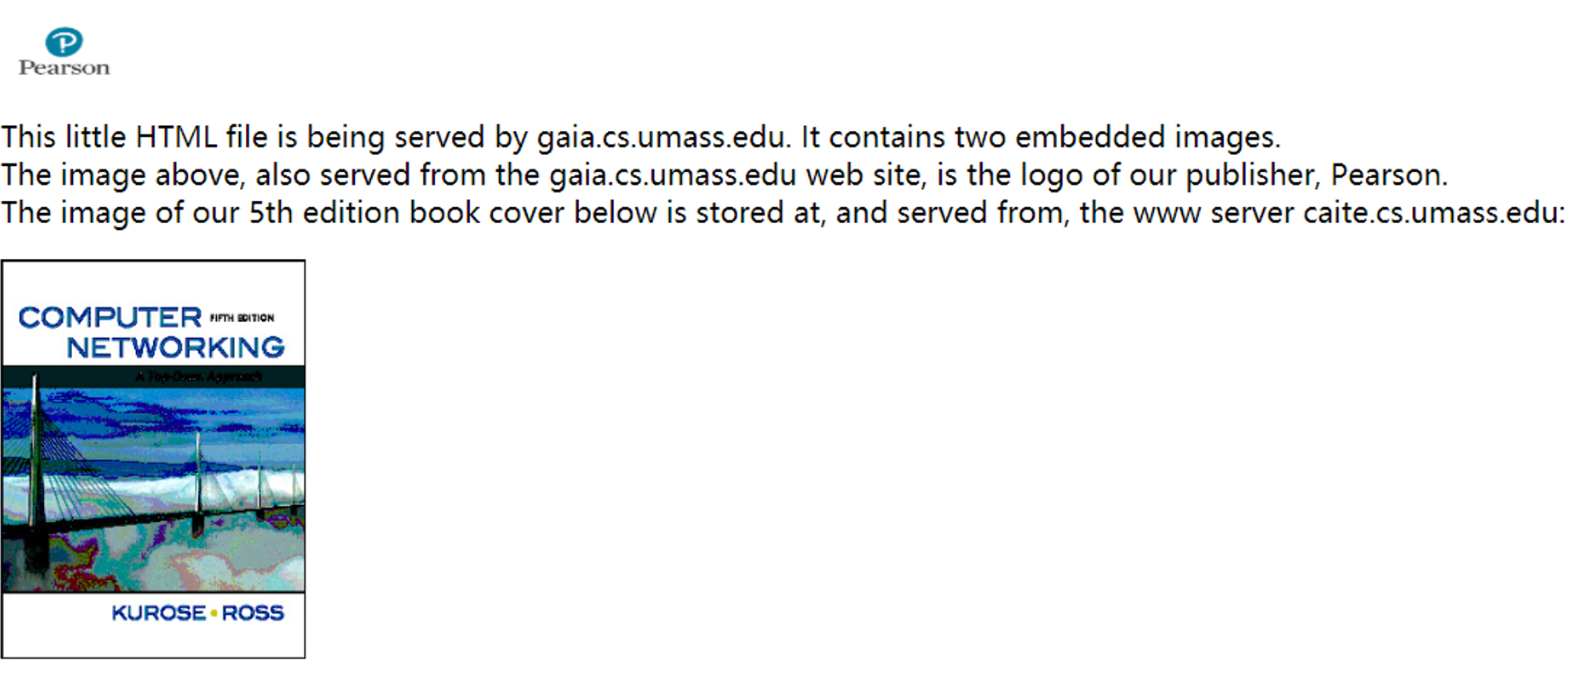 Pearson
This little HTML file is being served by gaia.cs.umass.edu. It contains two embedded images.
The image above, also served from the gaia.cs.umass.edu web site, is the logo of our publisher, Pearson.
The image of our 5th edition book cover below is stored at, and served from, the www server caite.cs.umass.edu:
COMPUTER FIFTH EDITION
NETWORKING
A Top-Down Approach
KUROSE • ROSS